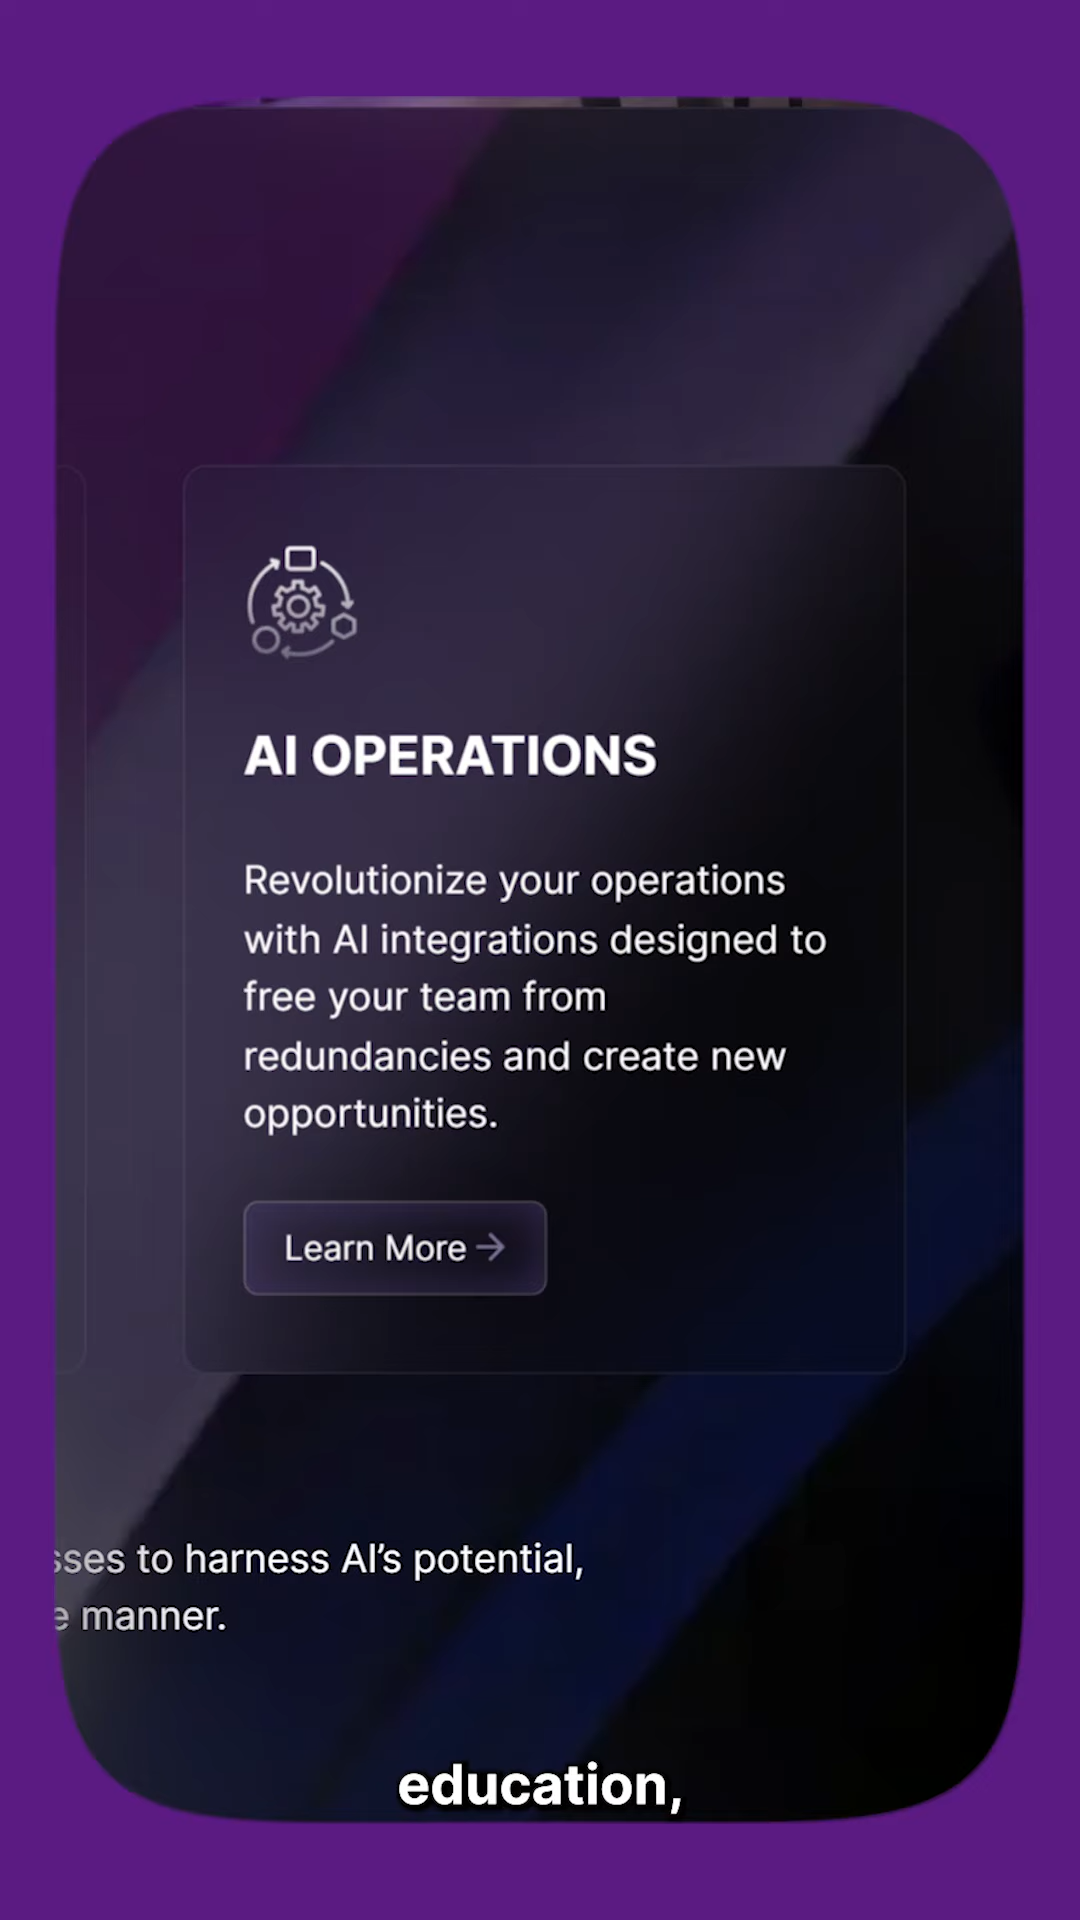 AI OPERATIONS
Revolutionize your operations
with AI integrations designed to
free your team from
redundancies and create new
opportunities.
Learn More →
to harness AI's potential,
manner.
education,